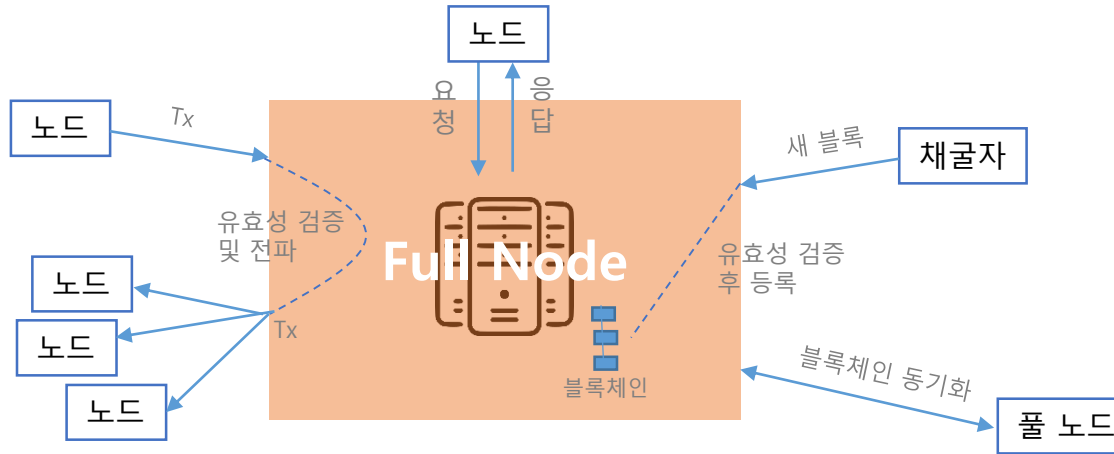 노드
요청
응답
노드
Tx
새 블록
채굴자
유효성 검증
및 전파
Full Node
유효성 검증
후 등록
노드
노드
노드
Tx
블록체인
블록체인 동기화
풀 노드